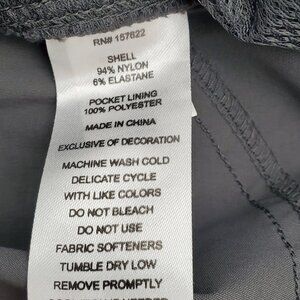 RN# 157622
SHELL
94% NYLON
6% ELASTANE
POCKET LINING
100% POLYESTER
MADE IN CHINA
EXCLUSIVE OF DECORATION
MACHINE WASH COLD
DELICATE CYCLE
WITH LIKE COLORS
DO NOT BLEACH
DO NOT USE
FABRIC SOFTENERS
TUMBLE DRY LOW
REMOVE PROMPTLY